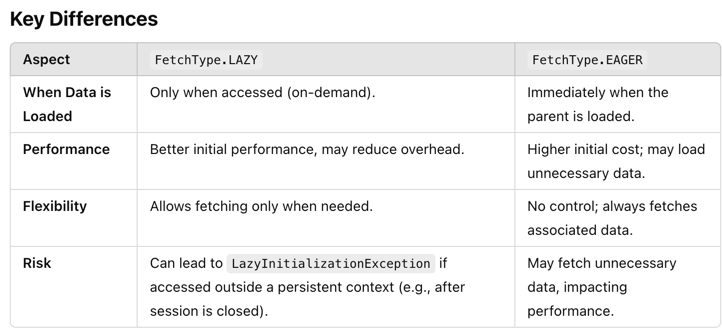 Key Differences
Aspect FetchType.LAZY FetchType.EAGER
When Data is Only when accessed (on-demand). Immediately when the
Loaded parent is loaded.
Performance Better initial performance, may reduce overhead. Higher initial cost; may load
unnecessary data.
Flexibility Allows fetching only when needed. No control; always fetches
associated data.
Risk Can lead to LazyInitializationException if May fetch unnecessary
accessed outside a persistent context (e.g., after data, impacting
session is closed). performance.